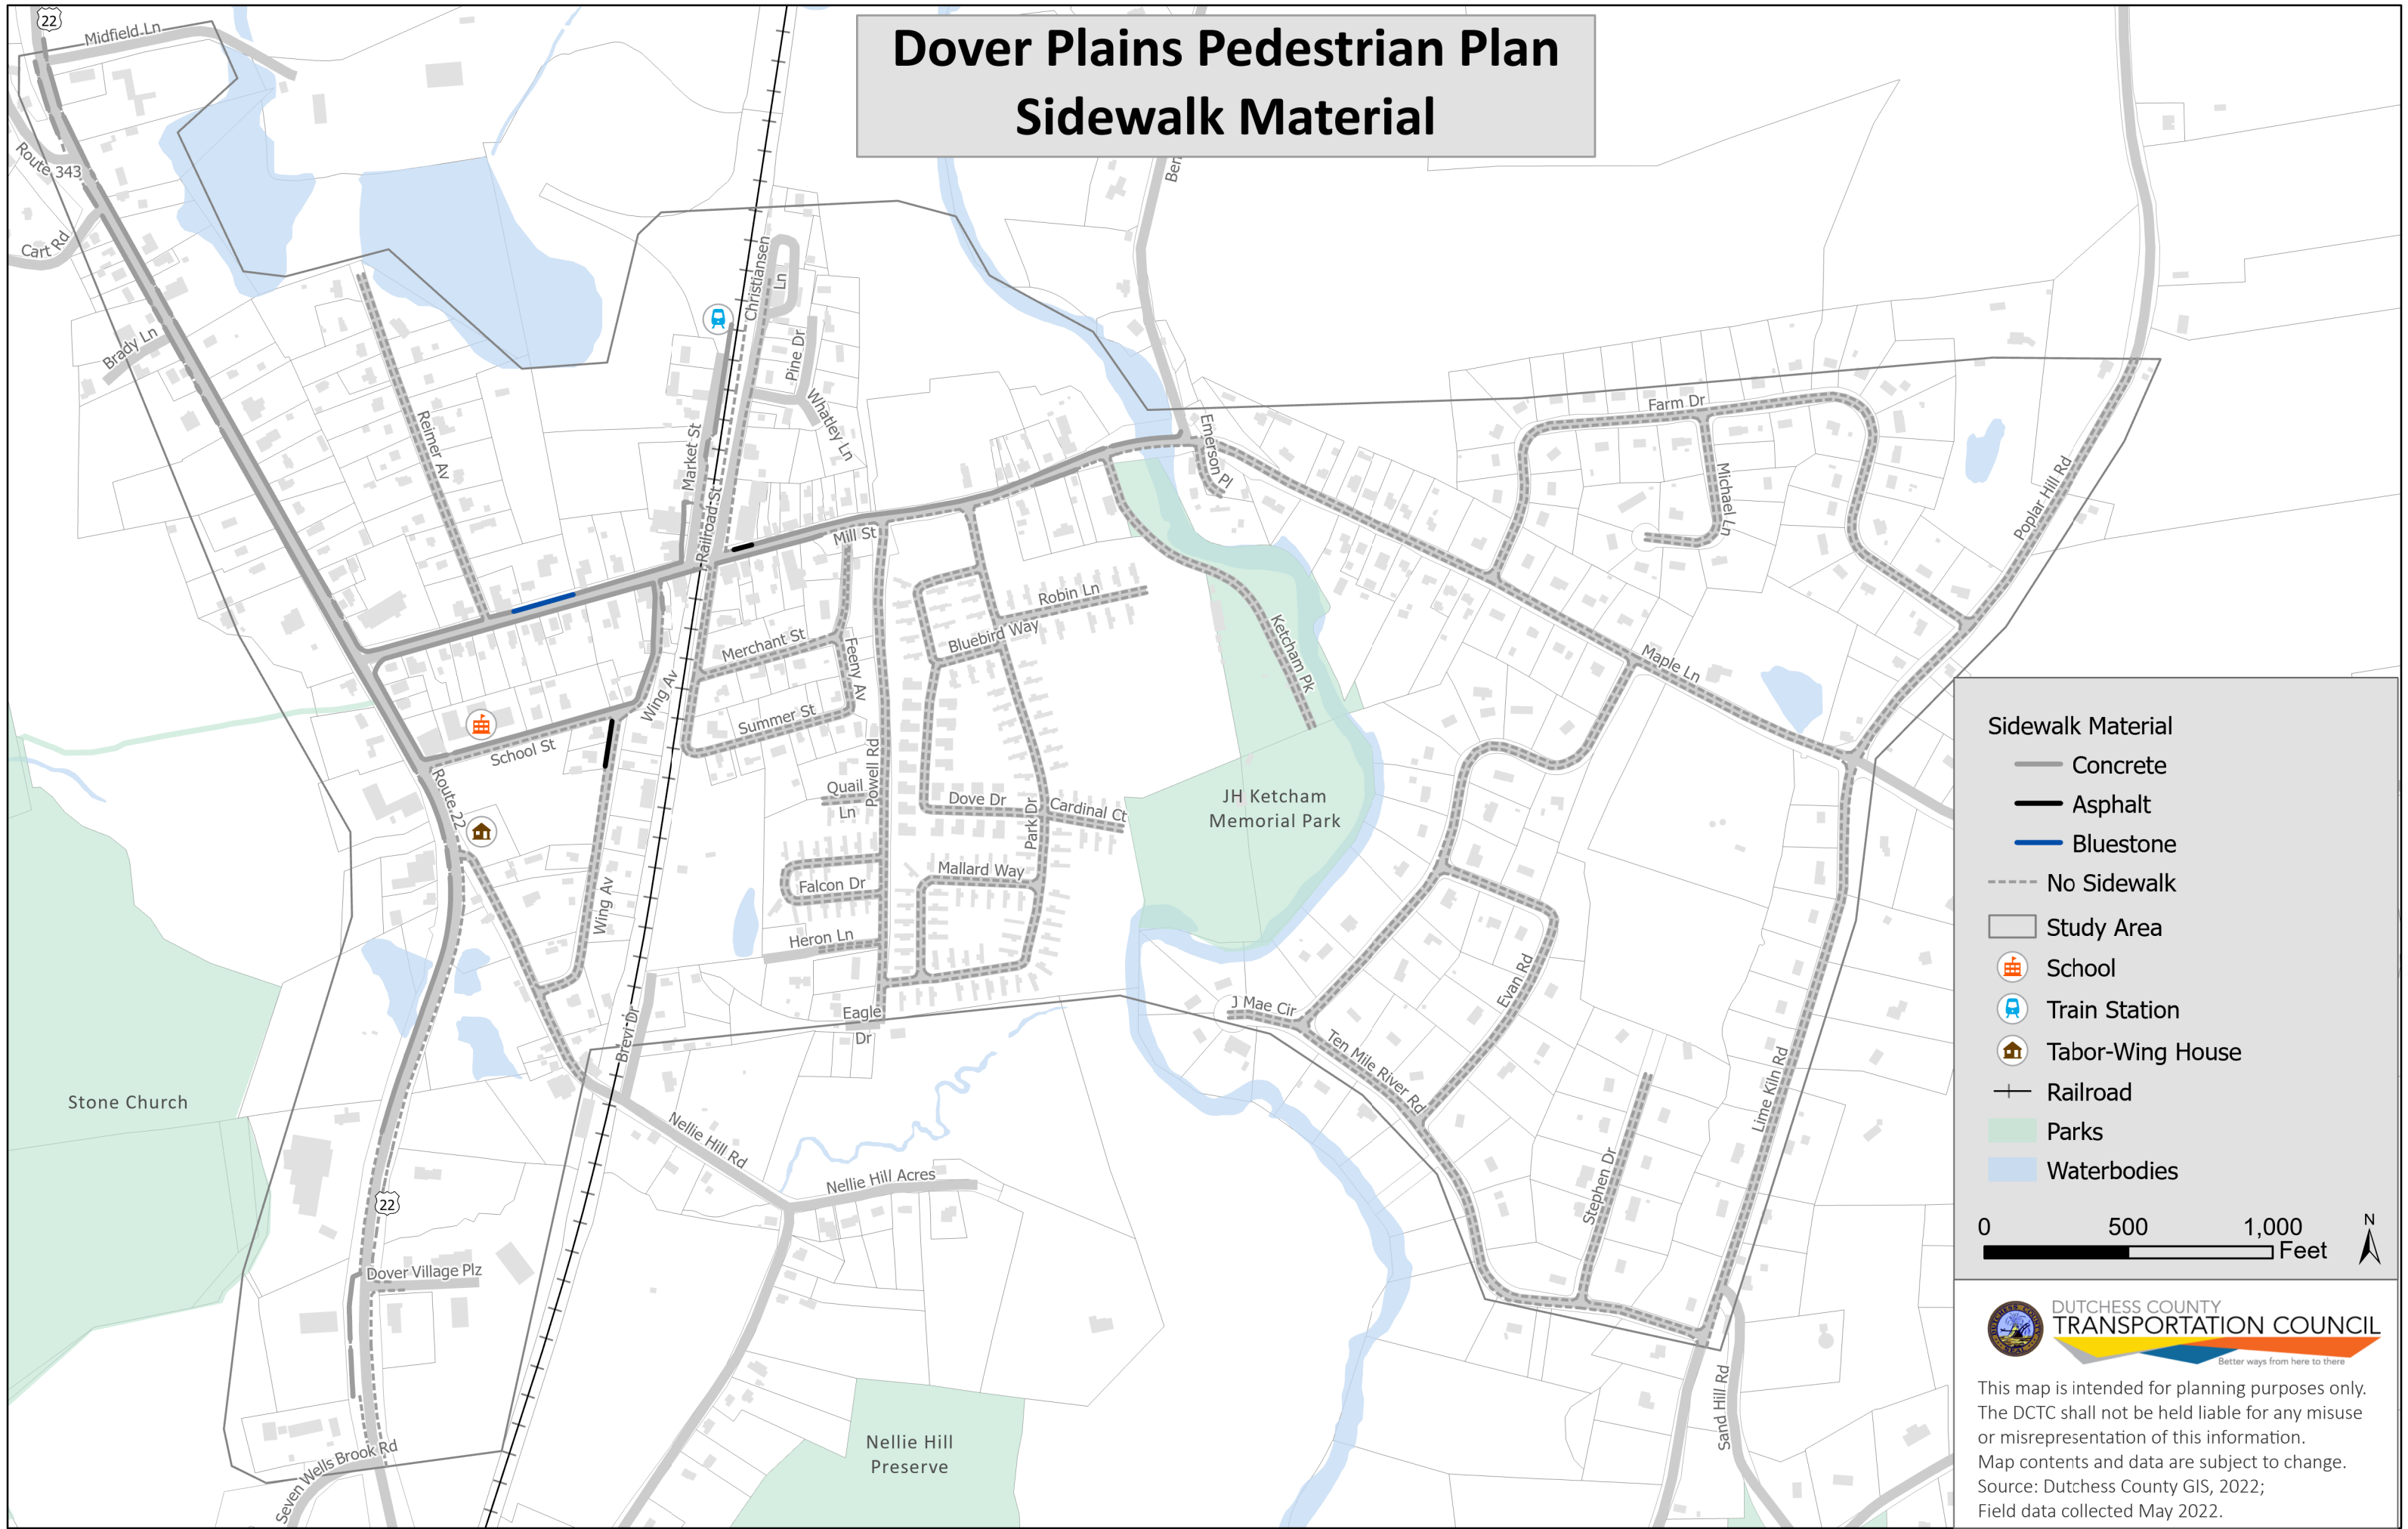 Dover Plains Pedestrian Plan
Sidewalk Material
22
Midfield Ln
Route 343
Cart Rd
Brady Ln
Reimer Av
Christiansen
Ln
Pine Dr
Whatley Ln
Market St
Railroad St
Mill St
Ber
Emerson Pl
Farm Dr
Michael Ln
Poplar Hill Rd
Robin Ln
Bluebird Way
Merchant St
Feeny Av
Summer St
Wing Av
School St
Route 22
Ketcham Pk
Maple Ln
Quail
Ln
Powell Rd
Dove Dr
Cardinal Ct
Park Dr
JH Ketcham
Memorial Park
Falcon Dr
Mallard Way
Wing Av
Heron Ln
Eagle
Dr
Brevi Dr
J Mae Cir
Evan Rd
Ten Mile River Rd
Lime Kiln Rd
Stone Church
Nellie Hill Rd
Nellie Hill Acres
Stephen Dr
22
Dover Village Plz
Sand Hill Rd
Nellie Hill
Preserve
Seven Wells Brook Rd
Sidewalk Material
Concrete
Asphalt
Bluestone
No Sidewalk
Study Area
School
Train Station
Tabor-Wing House
Railroad
Parks
Waterbodies
0 500 1,000
Feet
N
DUTCHESS COUNTY
TRANSPORTATION COUNCIL
Better ways from here to there
This map is intended for planning purposes only.
The DCTC shall not be held liable for any misuse
or misrepresentation of this information.
Map contents and data are subject to change.
Source: Dutchess County GIS, 2022;
Field data collected May 2022.